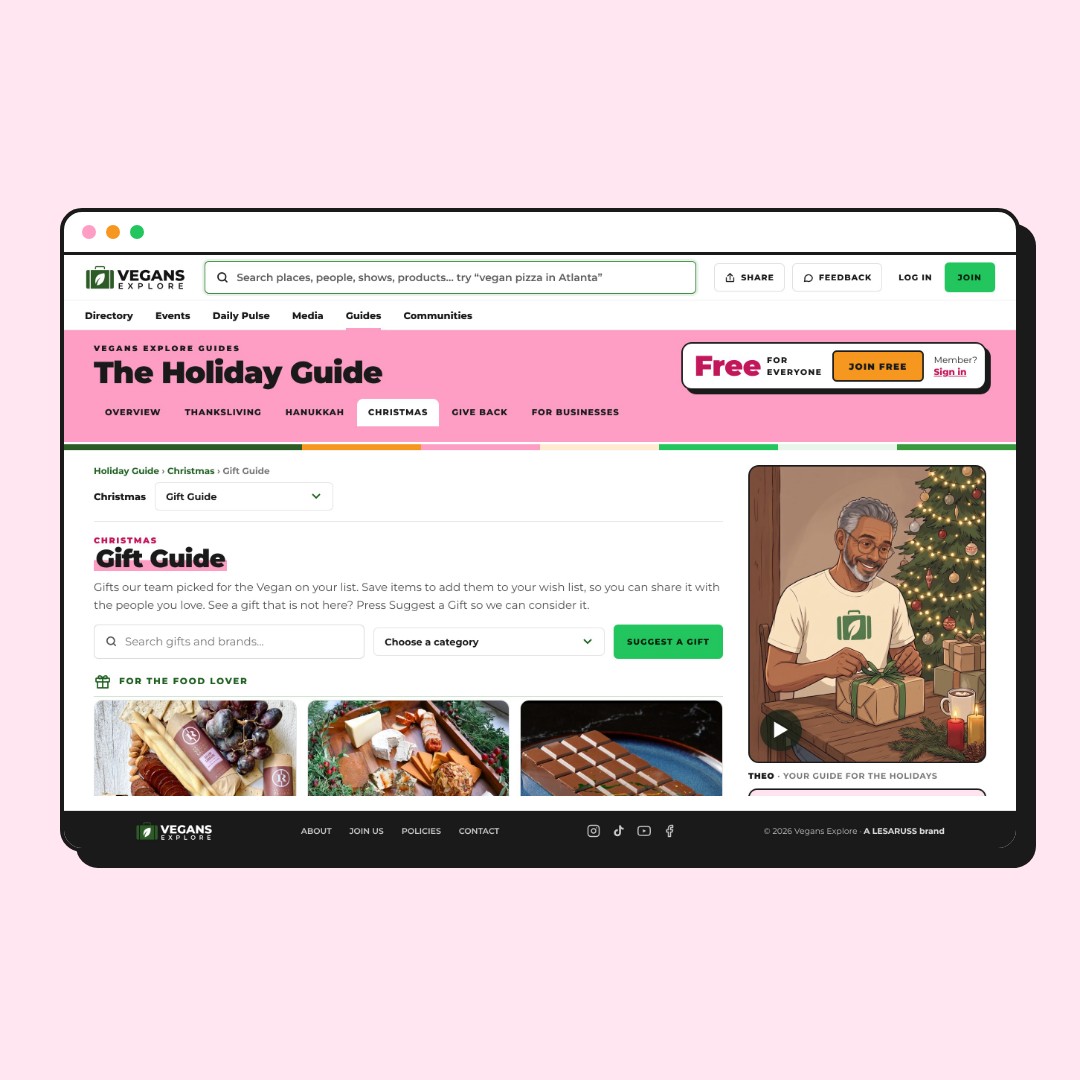 VEGANS
EXPLORE
Search places, people, shows, products... try “vegan pizza in Atlanta”
SHARE
FEEDBACK
LOG IN
JOIN
Directory
Events
Daily Pulse
Media
Guides
Communities
VEGANS EXPLORE GUIDES
The Holiday Guide
Free
FOR
EVERYONE
JOIN FREE
Member?
Sign in
OVERVIEW
THANKSLIVING
HANUKKAH
CHRISTMAS
GIVE BACK
FOR BUSINESSES
Holiday Guide › Christmas › Gift Guide
Christmas
Gift Guide
CHRISTMAS
Gift Guide
Gifts our team picked for the Vegan on your list. Save items to add them to your wish list, so you can share it with
the people you love. See a gift that is not here? Press Suggest a Gift so we can consider it.
Search gifts and brands...
Choose a category
SUGGEST A GIFT
FOR THE FOOD LOVER
THEO · YOUR GUIDE FOR THE HOLIDAYS
VEGANS
EXPLORE
ABOUT
JOIN US
POLICIES
CONTACT
© 2026 Vegans Explore · A LESARUSS brand